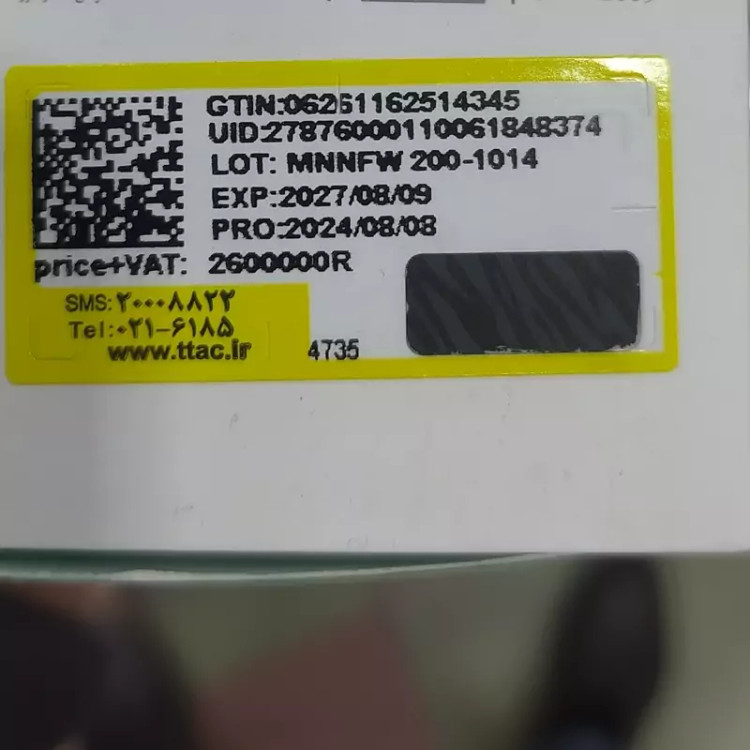 GTIN:06261162514345
UID:27876000110061848374
LOT: MNNFW 200-1014
EXP:2027/08/09
PRO:2024/08/08
price+VAT: 2600000R
SMS:۲۰۰۰۸۸۲۲
Tel:۰۲۱-۶۱۸۵
www.ttac.ir
4735